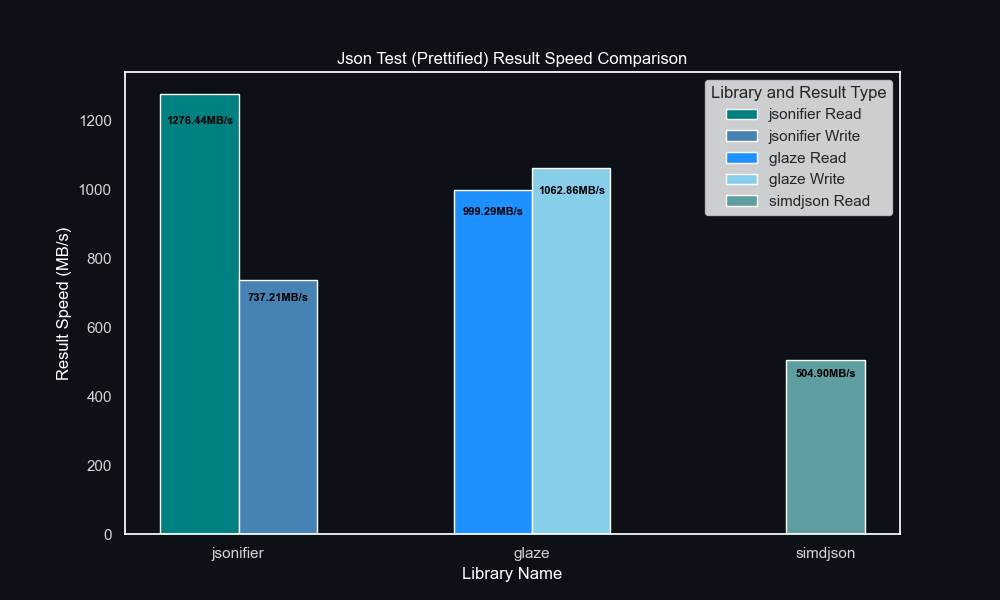 Json Test (Prettified) Result Speed Comparison
Library and Result Type
jsonifier Read
jsonifier Write
glaze Read
glaze Write
simdjson Read
1276.44MB/s
737.21MB/s
999.29MB/s
1062.86MB/s
504.90MB/s
Result Speed (MB/s)
1200
1000
800
600
400
200
0
jsonifier
glaze
simdjson
Library Name